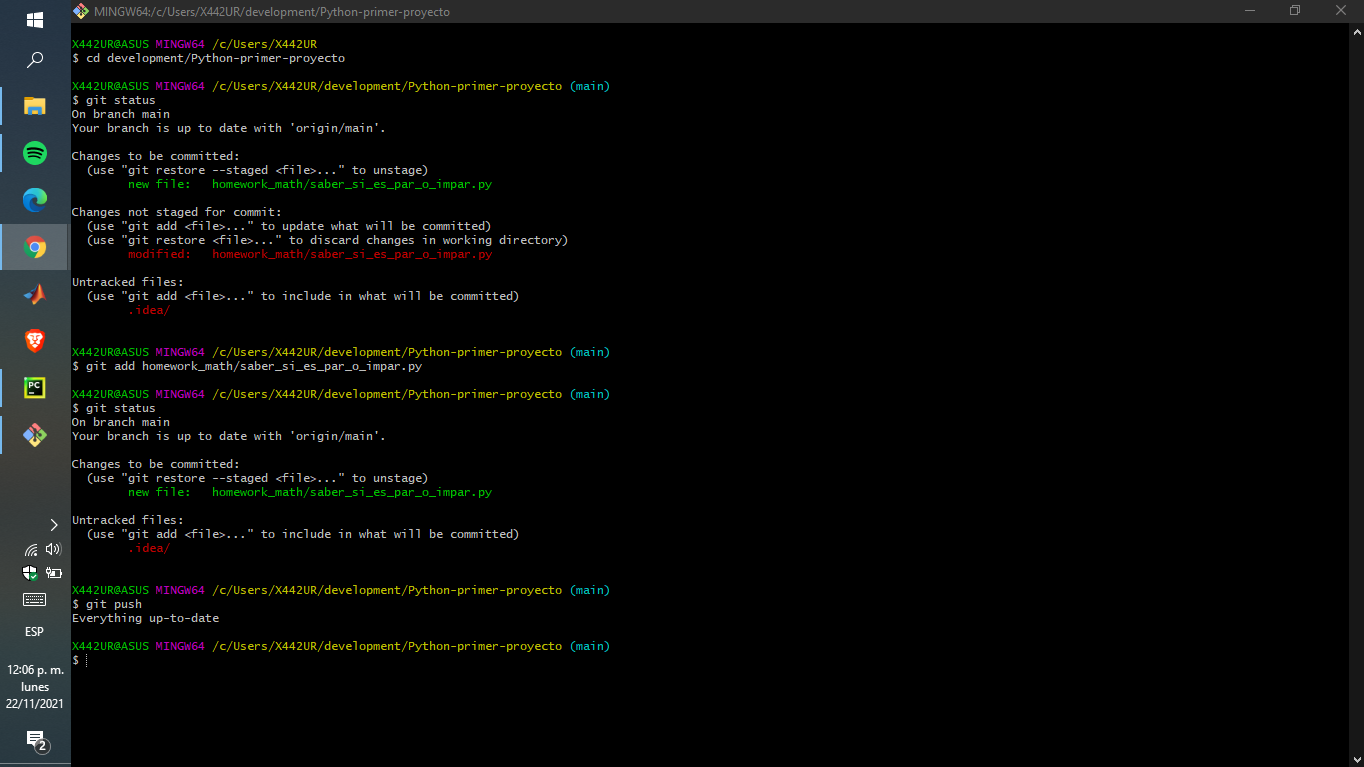 MINGW64:/c/Users/X442UR/development/Python-primer-proyecto
X442UR@ASUS MINGW64 /c/Users/X442UR
$ cd development/Python-primer-proyecto
X442UR@ASUS MINGW64 /c/Users/X442UR/development/Python-primer-proyecto (main)
$ git status
On branch main
Your branch is up to date with 'origin/main'.
Changes to be committed:
(use "git restore --staged <file>..." to unstage)
new file: homework_math/saber_si_es_par_o_impar.py
Changes not staged for commit:
(use "git add <file>..." to update what will be committed)
(use "git restore <file>..." to discard changes in working directory)
modified: homework_math/saber_si_es_par_o_impar.py
Untracked files:
(use "git add <file>..." to include in what will be committed)
.idea/
X442UR@ASUS MINGW64 /c/Users/X442UR/development/Python-primer-proyecto (main)
$ git add homework_math/saber_si_es_par_o_impar.py
X442UR@ASUS MINGW64 /c/Users/X442UR/development/Python-primer-proyecto (main)
$ git status
On branch main
Your branch is up to date with 'origin/main'.
Changes to be committed:
(use "git restore --staged <file>..." to unstage)
new file: homework_math/saber_si_es_par_o_impar.py
Untracked files:
(use "git add <file>..." to include in what will be committed)
.idea/
X442UR@ASUS MINGW64 /c/Users/X442UR/development/Python-primer-proyecto (main)
$ git push
Everything up-to-date
X442UR@ASUS MINGW64 /c/Users/X442UR/development/Python-primer-proyecto (main)
$
PC
ESP
12:06 p. m.
lunes
22/11/2021
2